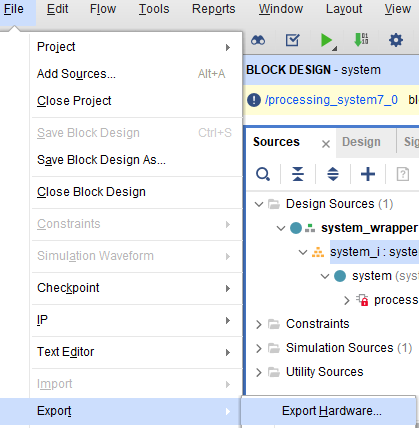 File Edit Flow Tools Reports Window Layout View
Project
Add Sources... Alt+A
Close Project
Save Block Design Ctrl+S
Save Block Design As...
Close Block Design
Constraints
Simulation Waveform
Checkpoint
IP
Text Editor
Import
Export
Export Hardware...
BLOCK DESIGN - system
/processing_system7_0 bl
Sources × Design Sig
Design Sources (1)
system_wrapper
system_i : syste
system (sys
process
Constraints
Simulation Sources (1)
Utility Sources